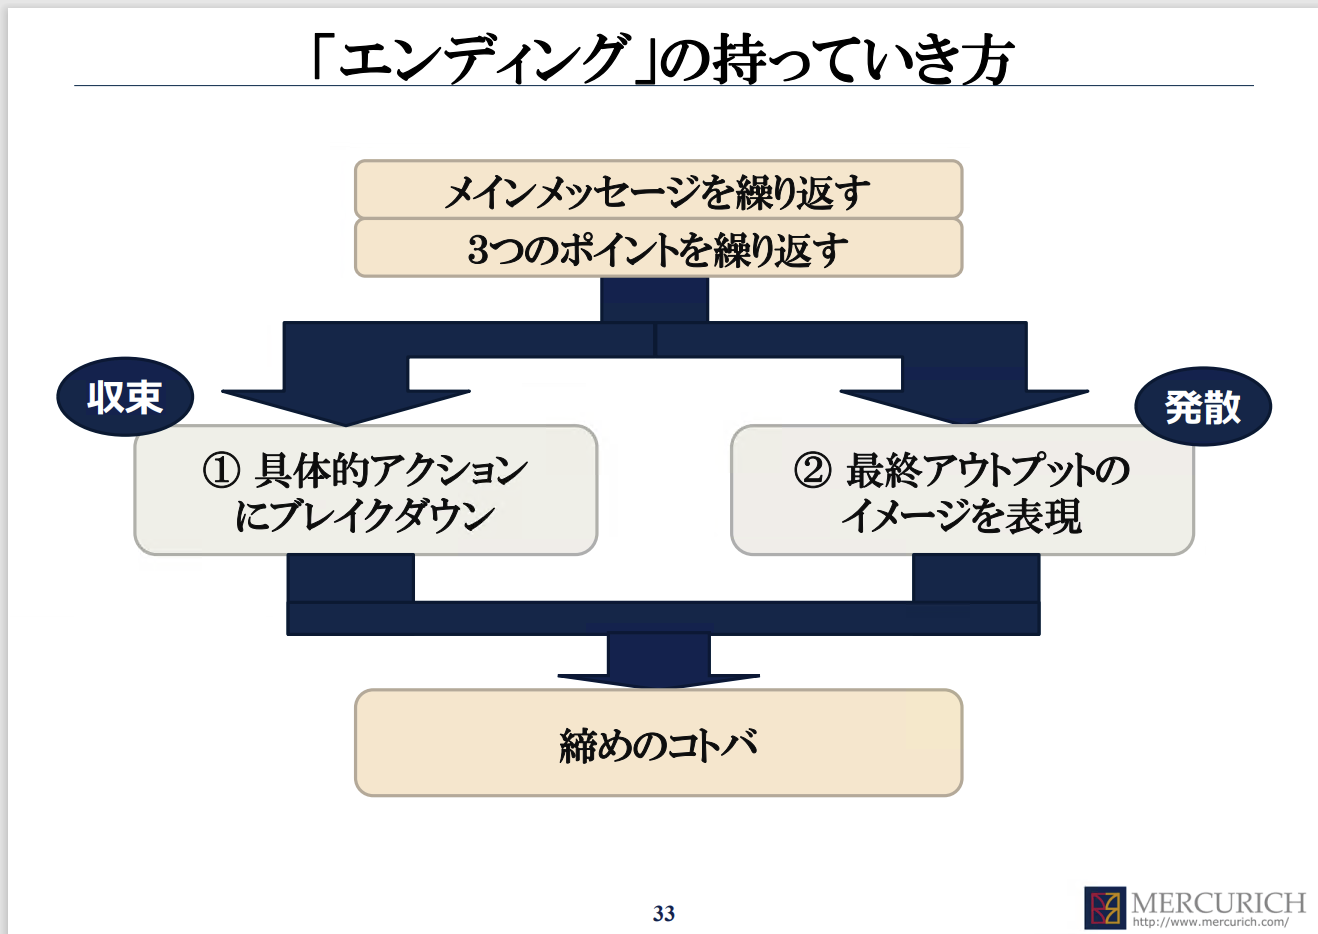 「エンディング」の持っていき方
メインメッセージを繰り返す
3つのポイントを繰り返す
収束
発散
① 具体的アクション
にブレイクダウン
② 最終アウトプットの
イメージを表現
締めのコトバ
33
MERCURICH
http://www.mercurich.com/